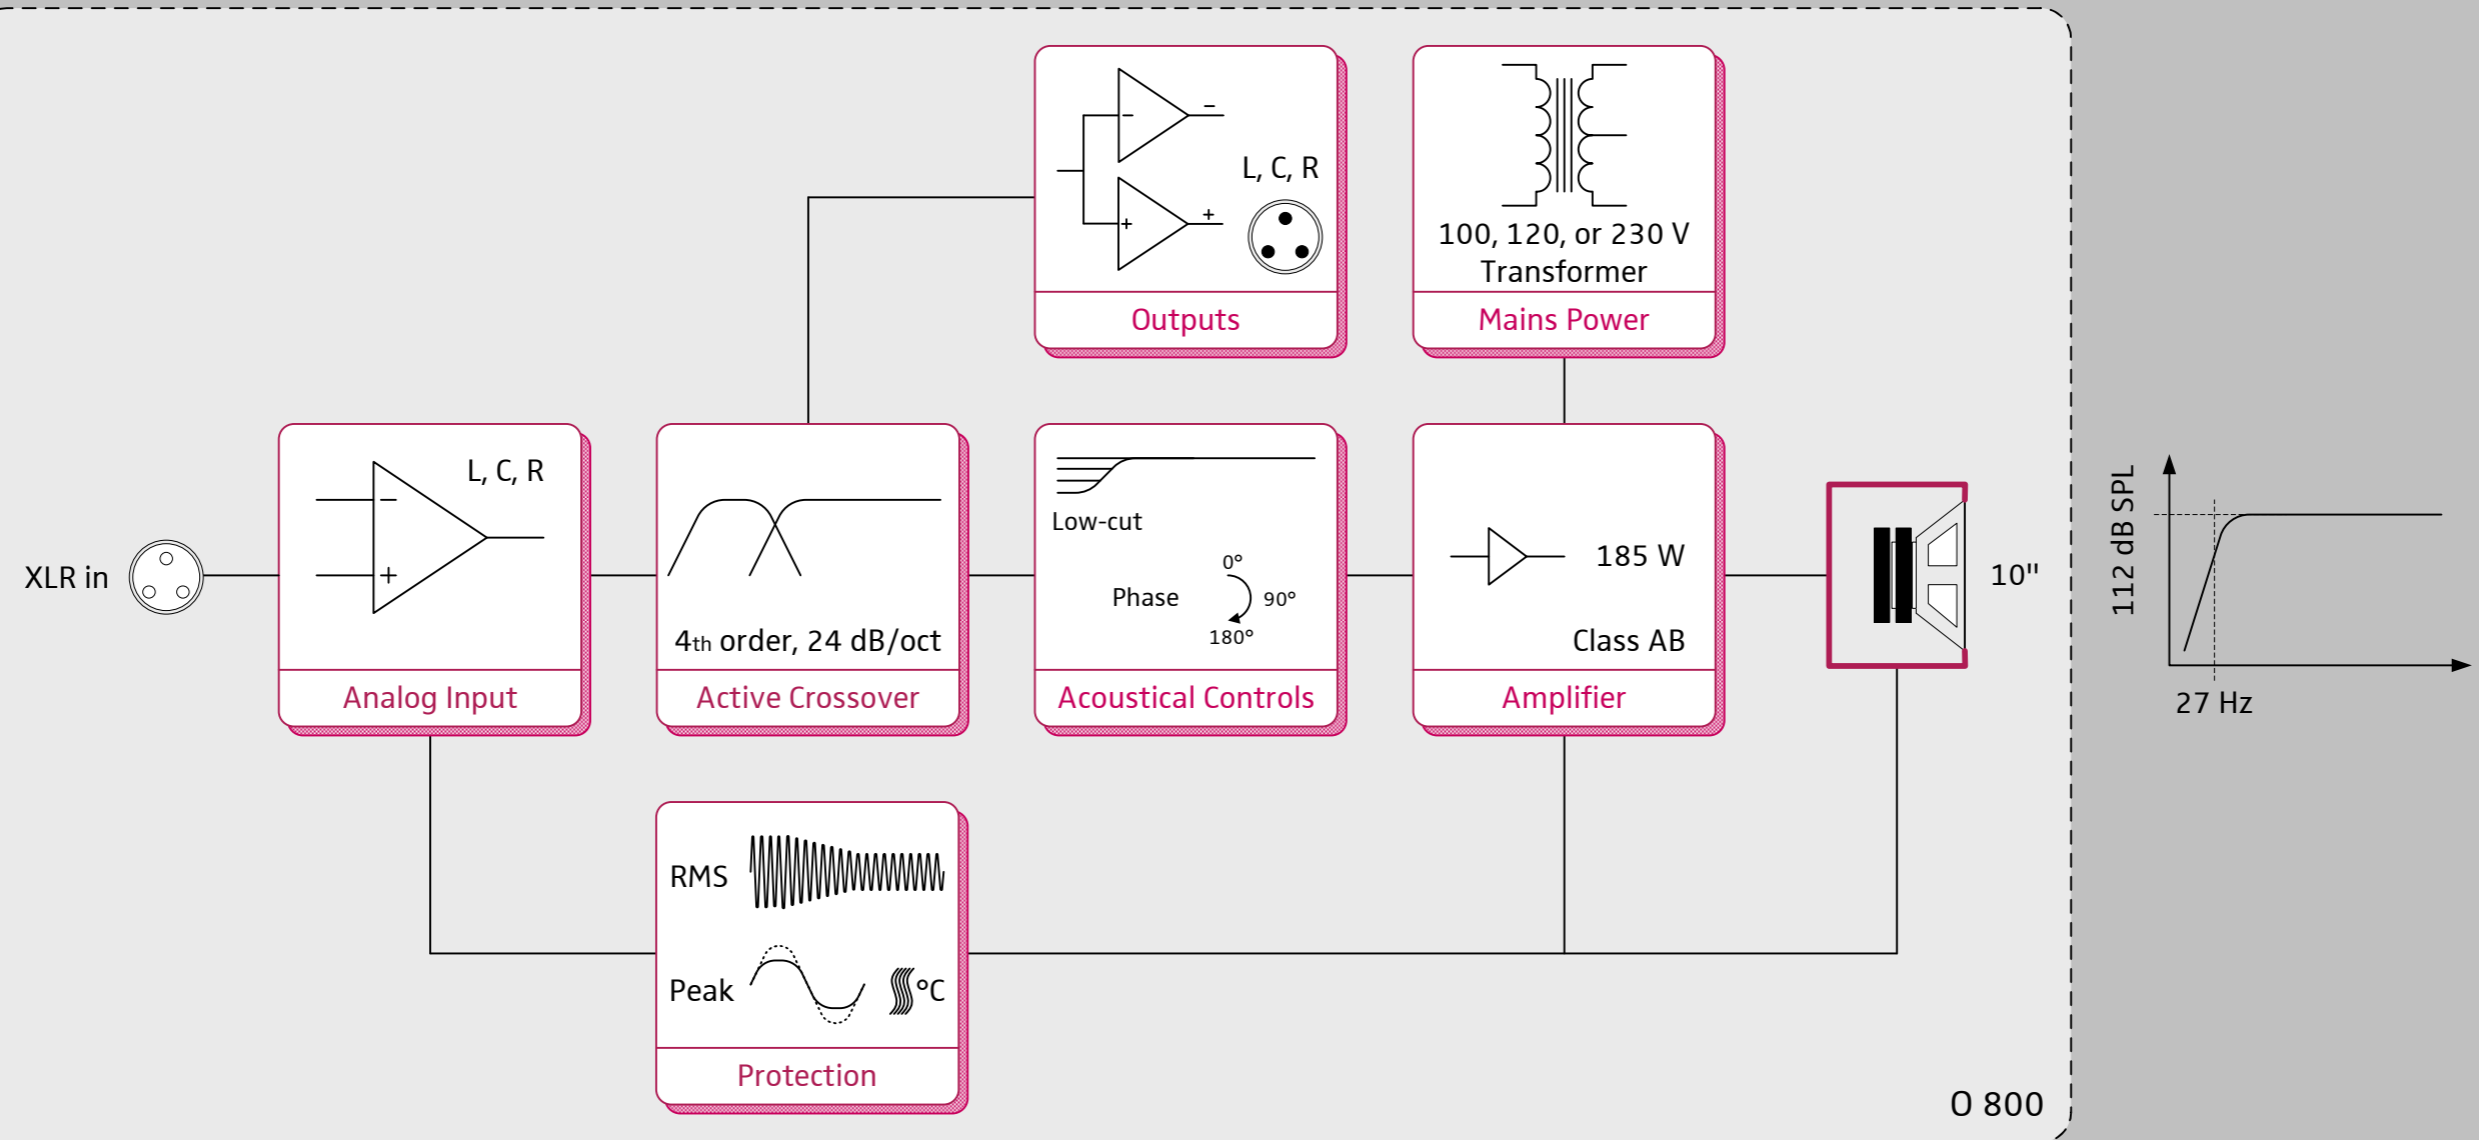 L, C, R
100, 120, or 230 V
Transformer
Outputs
Mains Power
XLR in
L, C, R
Analog Input
4th order, 24 dB/oct
Active Crossover
Low-cut
Phase
0°
90°
180°
Acoustical Controls
185 W
Class AB
Amplifier
10"
112 dB SPL
27 Hz
RMS
Peak
°C
Protection
O 800